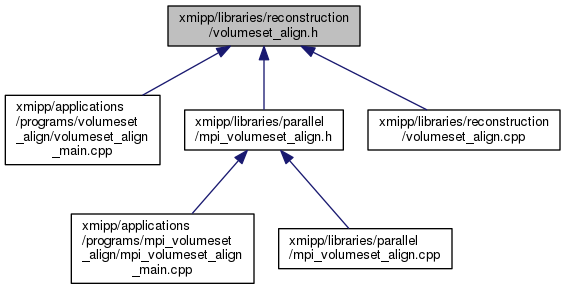 xmipp/libraries/reconstruction
/volumeset_align.h
xmipp/applications
/programs/volumeset
_align/volumeset_align
_main.cpp
xmipp/libraries/parallel
/mpi_volumeset_align.h
xmipp/libraries/reconstruction
/volumeset_align.cpp
xmipp/applications
/programs/mpi_volumeset
_align/mpi_volumeset_align
_main.cpp
xmipp/libraries/parallel
/mpi_volumeset_align.cpp